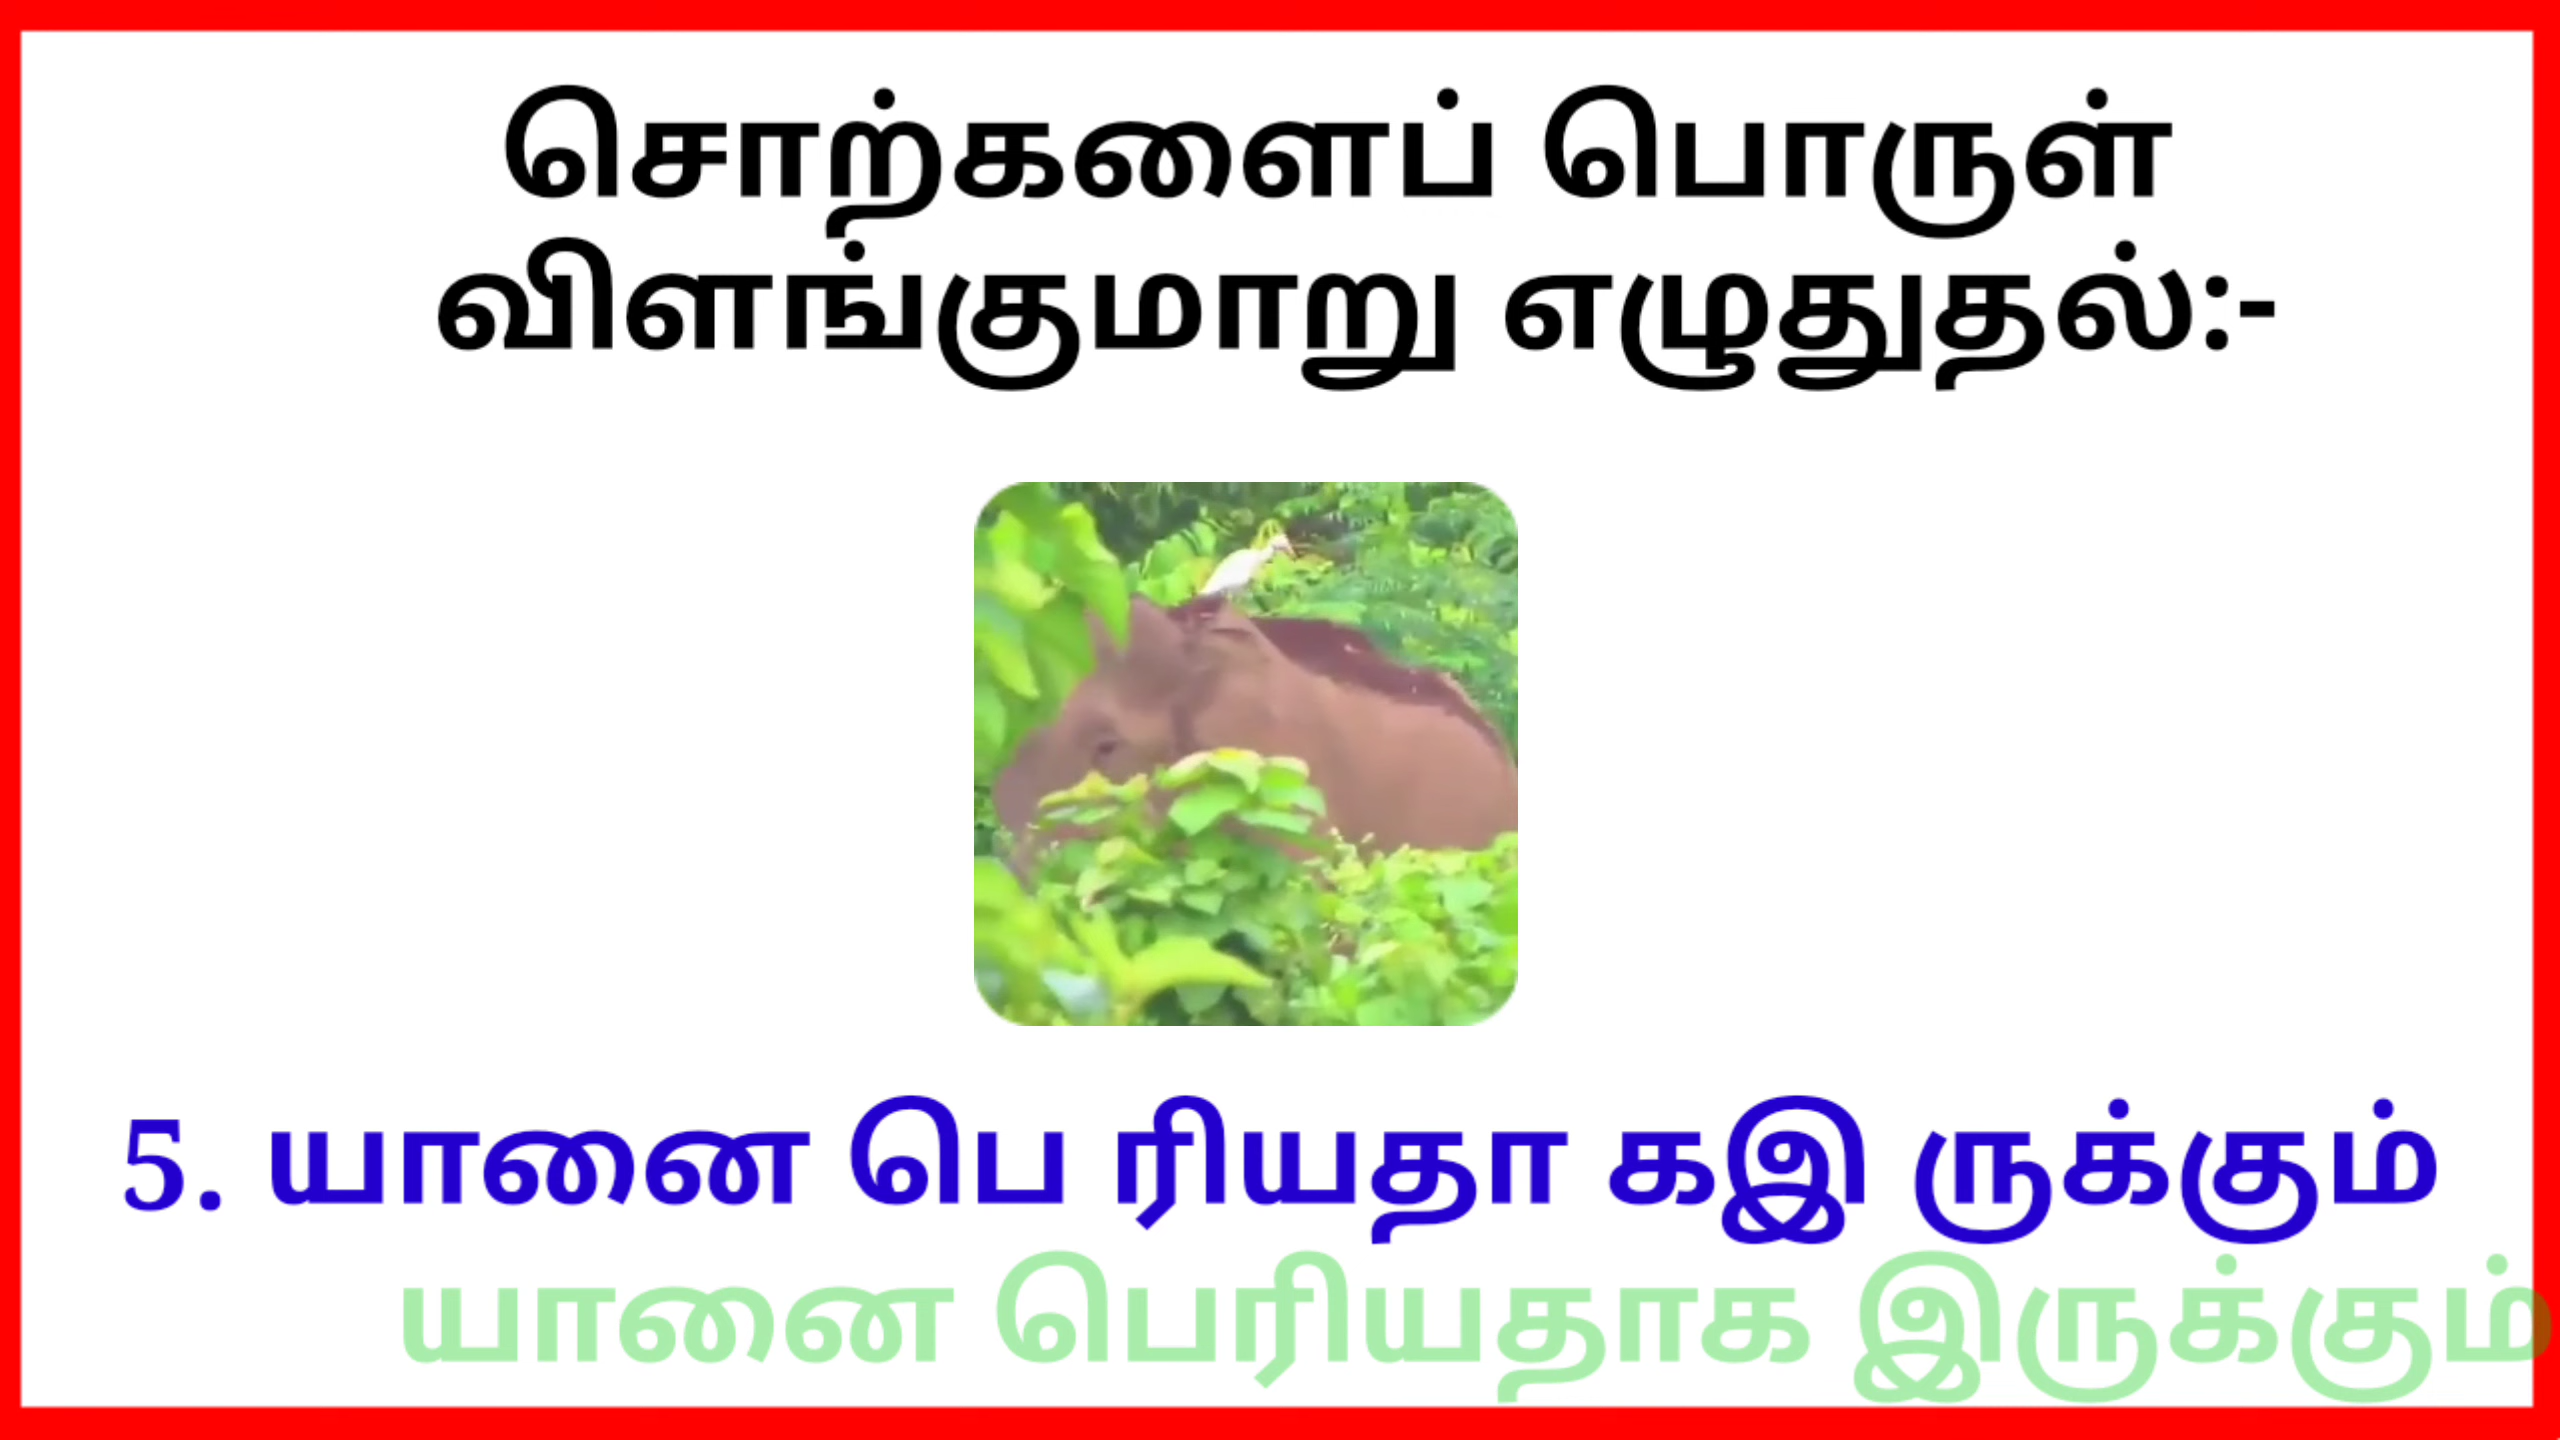 சொற்களைப் பொருள்
விளங்குமாறு எழுதுதல்:-
5. யானை பெ ரியதா கஇ ருக்கும்
யானை பெரியதாக இருக்கும்